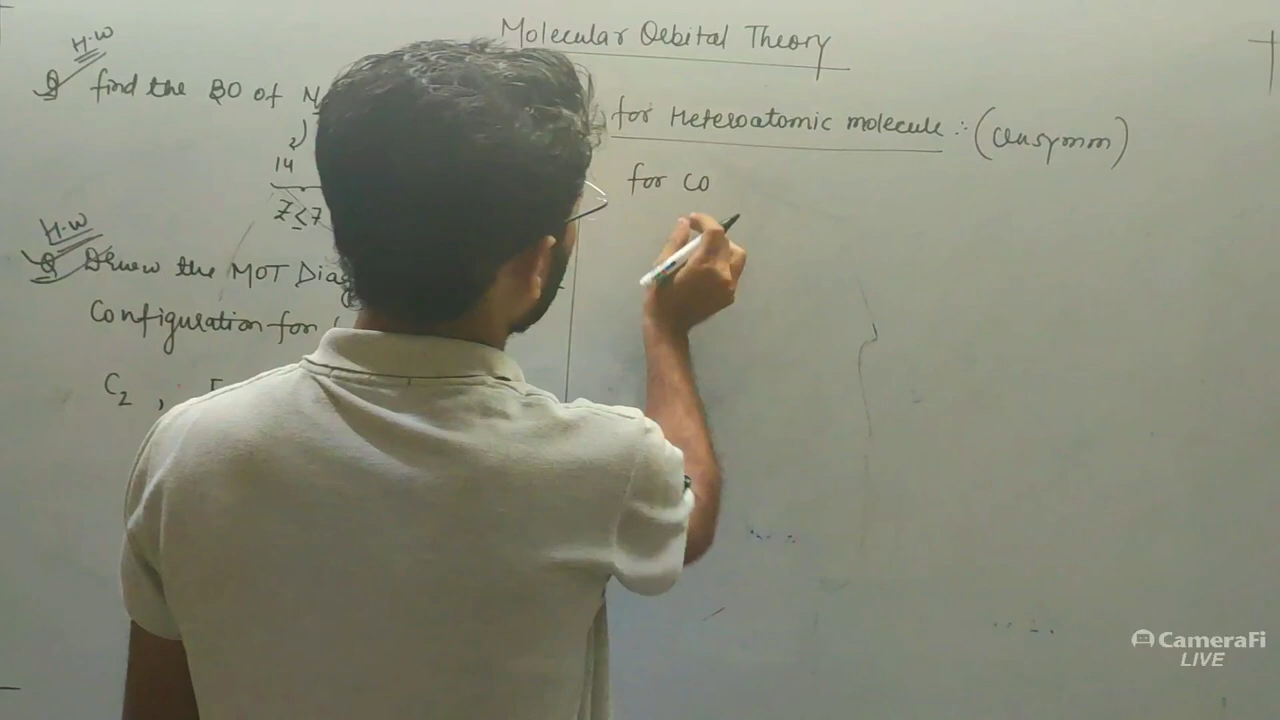 Molecular Orbital Theory
H.W
Q find the BO of N
2)
14
Z≤7
H.W
Q Draw the MOT Diag
Configuration for
C2 ,
for Heteroatomic molecule :- (unsymm)
for CO
CameraFi
LIVE